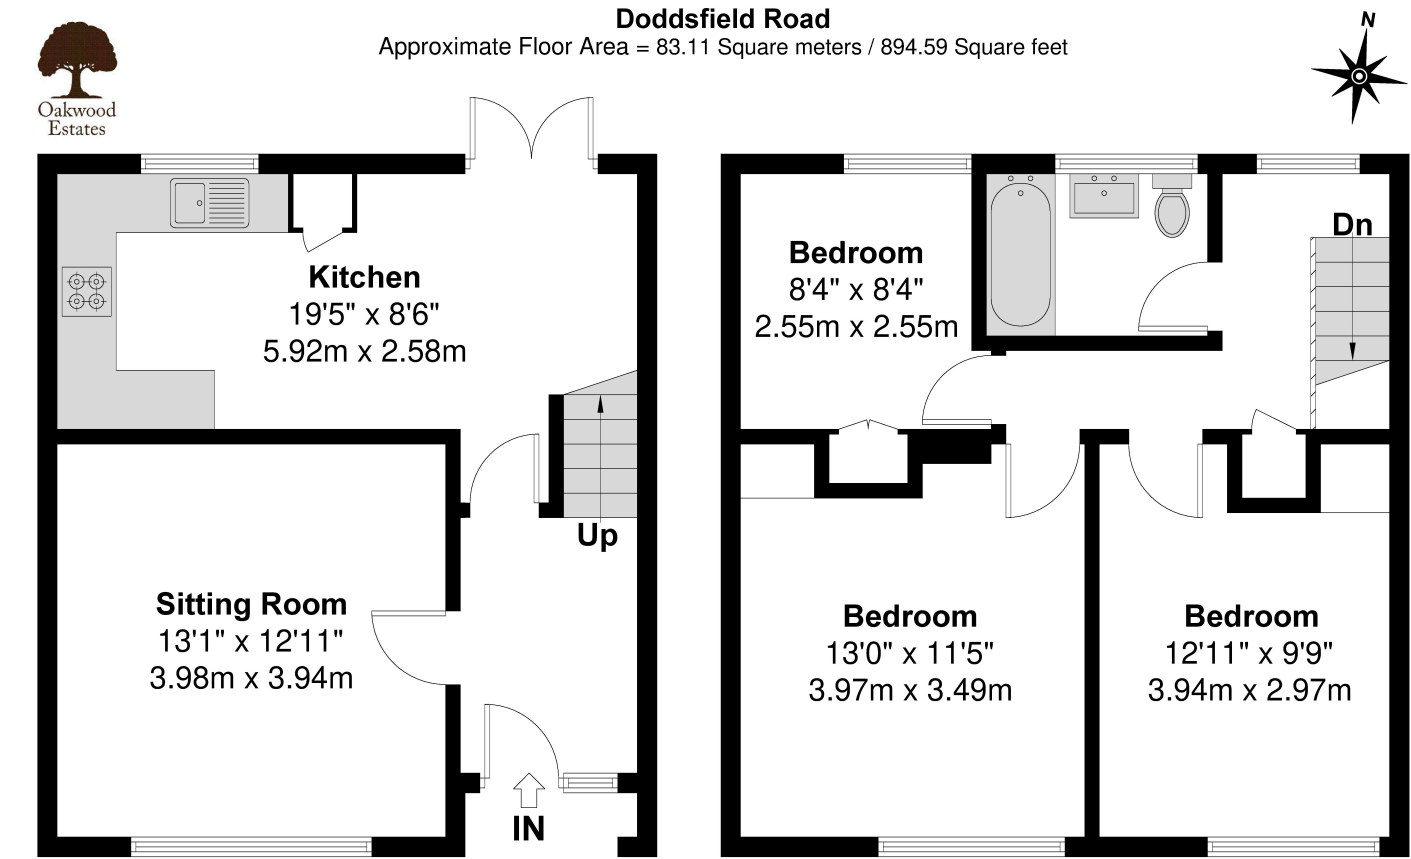 Doddsfield Road
Approximate Floor Area = 83.11 Square meters / 894.59 Square feet
N
Oakwood
Estates
Kitchen
19'5" x 8'6"
5.92m x 2.58m
Up
Sitting Room
13'1" x 12'11"
3.98m x 3.94m
IN
Bedroom
8'4" x 8'4"
2.55m x 2.55m
Dn
Bedroom
13'0" x 11'5"
3.97m x 3.49m
Bedroom
12'11" x 9'9"
3.94m x 2.97m